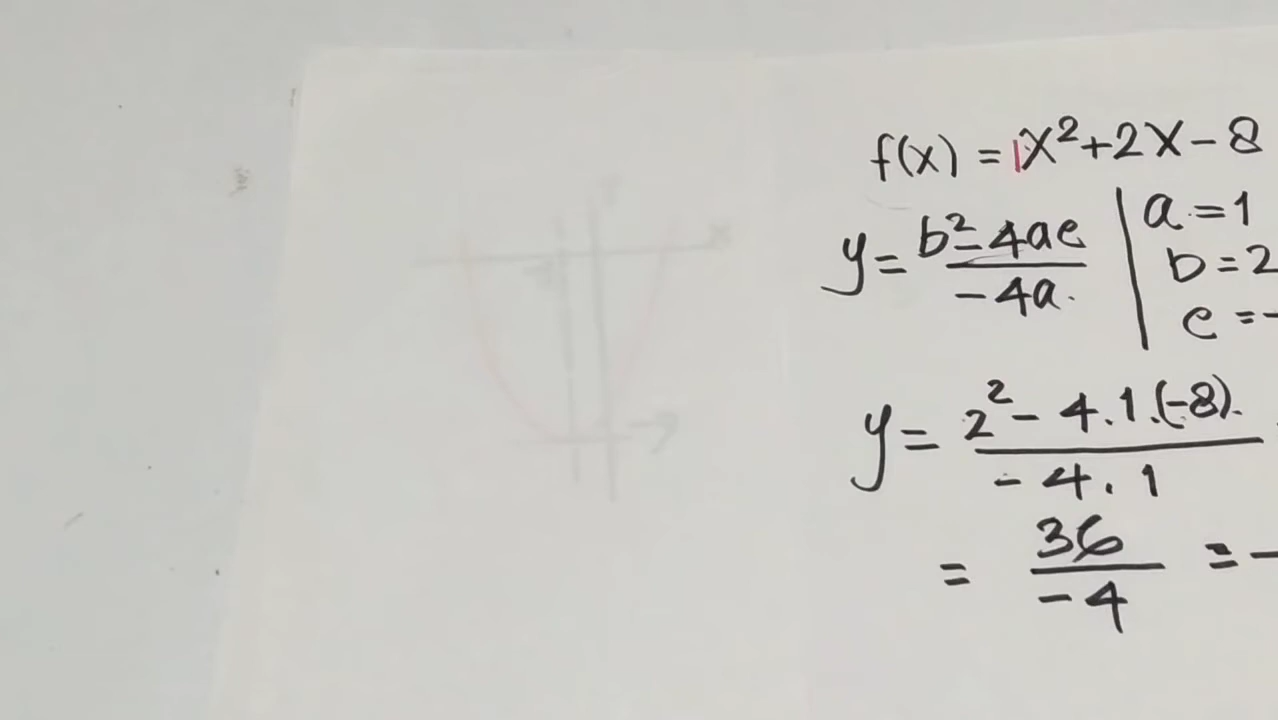 f(x) = 1x²+2x-8
y = b²-4ac / -4a. | a = 1
b = 2
c = -
y = 2² - 4.1.(-8). / -4.1
= 36 / -4 = -